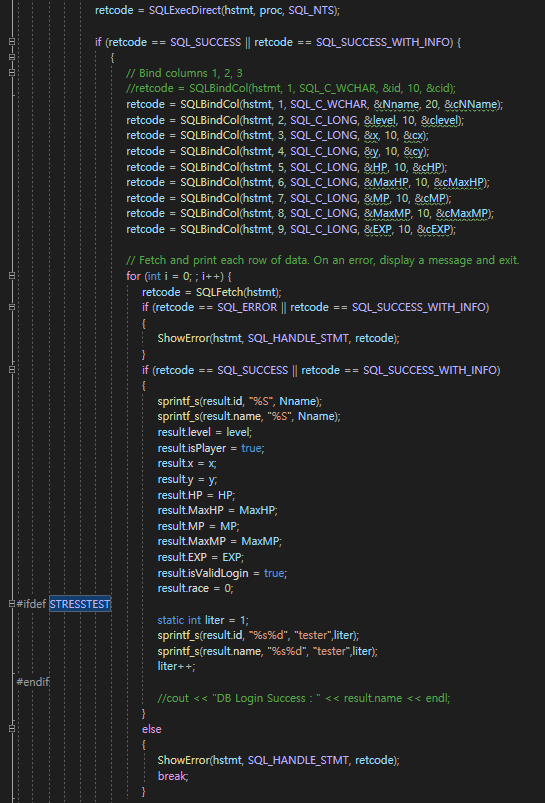 retcode = SQLExecDirect(hstmt, proc, SQL_NTS);
if (retcode == SQL_SUCCESS || retcode == SQL_SUCCESS_WITH_INFO) {
{
// Bind columns 1, 2, 3
//retcode = SQLBindCol(hstmt, 1, SQL_C_WCHAR, &id, 10, &cid);
retcode = SQLBindCol(hstmt, 1, SQL_C_WCHAR, &Nname, 20, &cNName);
retcode = SQLBindCol(hstmt, 2, SQL_C_LONG, &level, 10, &clevel);
retcode = SQLBindCol(hstmt, 3, SQL_C_LONG, &x, 10, &cx);
retcode = SQLBindCol(hstmt, 4, SQL_C_LONG, &y, 10, &cy);
retcode = SQLBindCol(hstmt, 5, SQL_C_LONG, &HP, 10, &cHP);
retcode = SQLBindCol(hstmt, 6, SQL_C_LONG, &MaxHP, 10, &cMaxHP);
retcode = SQLBindCol(hstmt, 7, SQL_C_LONG, &MP, 10, &cMP);
retcode = SQLBindCol(hstmt, 8, SQL_C_LONG, &MaxMP, 10, &cMaxMP);
retcode = SQLBindCol(hstmt, 9, SQL_C_LONG, &EXP, 10, &cEXP);
// Fetch and print each row of data. On an error, display a message and exit.
for (int i = 0; ; i++) {
retcode = SQLFetch(hstmt);
if (retcode == SQL_ERROR || retcode == SQL_SUCCESS_WITH_INFO)
{
ShowError(hstmt, SQL_HANDLE_STMT, retcode);
}
if (retcode == SQL_SUCCESS || retcode == SQL_SUCCESS_WITH_INFO)
{
sprintf_s(result.id, "%S", Nname);
sprintf_s(result.name, "%S", Nname);
result.level = level;
result.isPlayer = true;
result.x = x;
result.y = y;
result.HP = HP;
result.MaxHP = MaxHP;
result.MP = MP;
result.MaxMP = MaxMP;
result.EXP = EXP;
result.isValidLogin = true;
result.race = 0;
#ifdef STRESSTEST
static int liter = 1;
sprintf_s(result.id, "%s%d", "tester",liter);
sprintf_s(result.name, "%s%d", "tester",liter);
liter++;
#endif
//cout << "DB Login Success : " << result.name << endl;
}
else
{
ShowError(hstmt, SQL_HANDLE_STMT, retcode);
break;
}